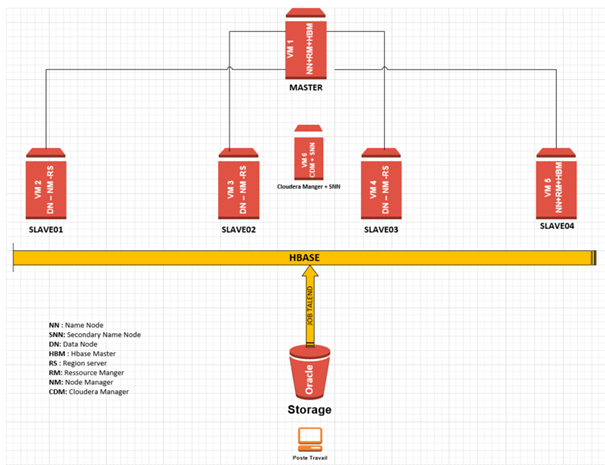 VM 1
NN+RM+HBM
MASTER
VM 2
DN – NM -RS
SLAVE01
VM 3
DN – NM -RS
SLAVE02
VM 6
CDM + SNN
Cloudera Manger + SNN
VM 4
DN – NM -RS
SLAVE03
VM 5
NN+RM+HBM
SLAVE04
HBASE
JOB TALEND
NN : Name Node
SNN: Secondary Name Node
DN: Data Node
HBM : Hbase Master
RS : Region server
RM: Ressource Manger
NM: Node Manager
CDM: Cloudera Manager
Oracle
Storage
Poste Travail